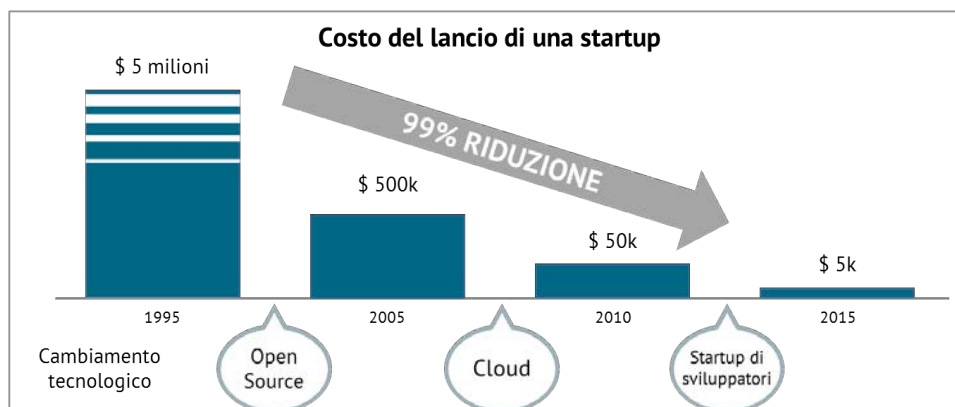 Costo del lancio di una startup
$ 5 milioni
99% RIDUZIONE
$ 500k
$ 50k
$ 5k
1995
2005
2010
2015
Cambiamento
tecnologico
Open
Source
Cloud
Startup di
sviluppatori